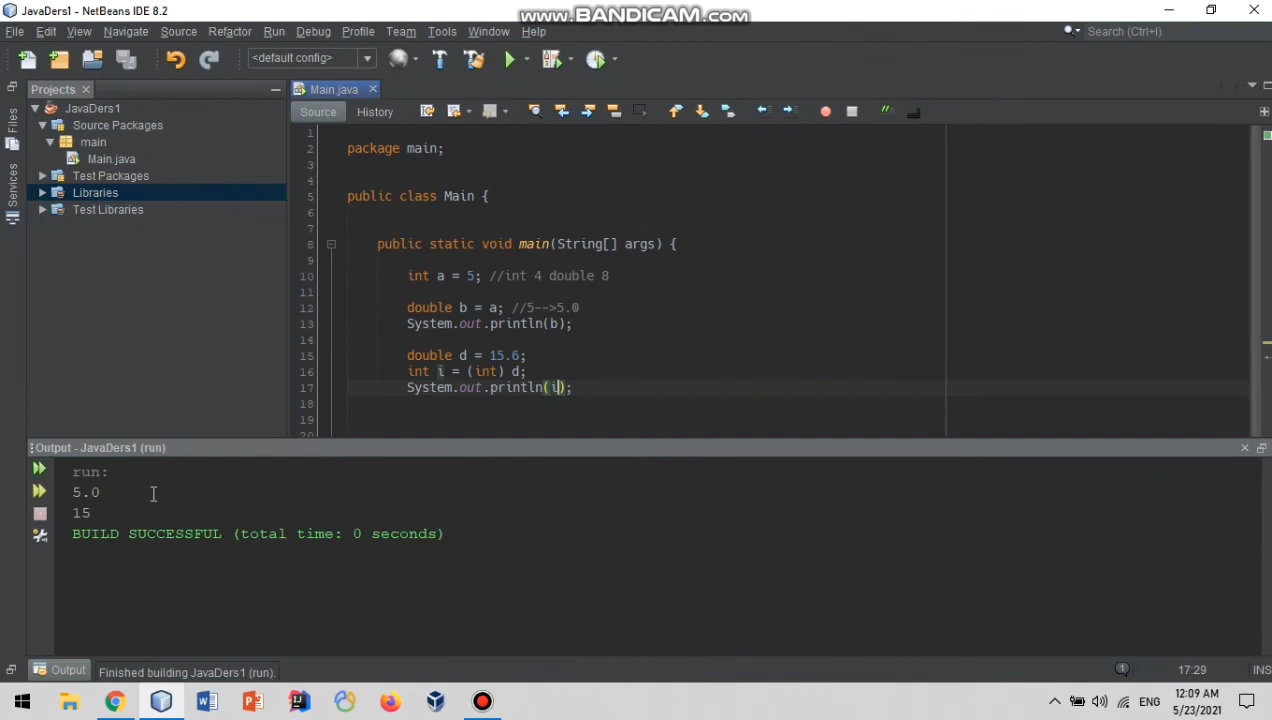 JavaDers1 - NetBeans IDE 8.2
www.BANDICAM.com
File Edit View Navigate Source Refactor Run Debug Profile Team Tools Window Help
Search (Ctrl+I)
<default config>
Projects
Main.java
Files
Services
JavaDers1
Source Packages
main
Main.java
Test Packages
Libraries
Test Libraries
Source History
1
2 package main;
3
4
5 public class Main {
6
7
8 public static void main(String[] args) {
9
10 int a = 5; //int 4 double 8
11
12 double b = a; //5-->5.0
13 System.out.println(b);
14
15 double d = 15.6;
16 int i = (int) d;
17 System.out.println(i);
18
19
20
Output - JavaDers1 (run)
run:
5.0
15
BUILD SUCCESSFUL (total time: 0 seconds)
Output
Finished building JavaDers1 (run).
1
17:29
INS
ENG
12:09 AM
5/23/2021